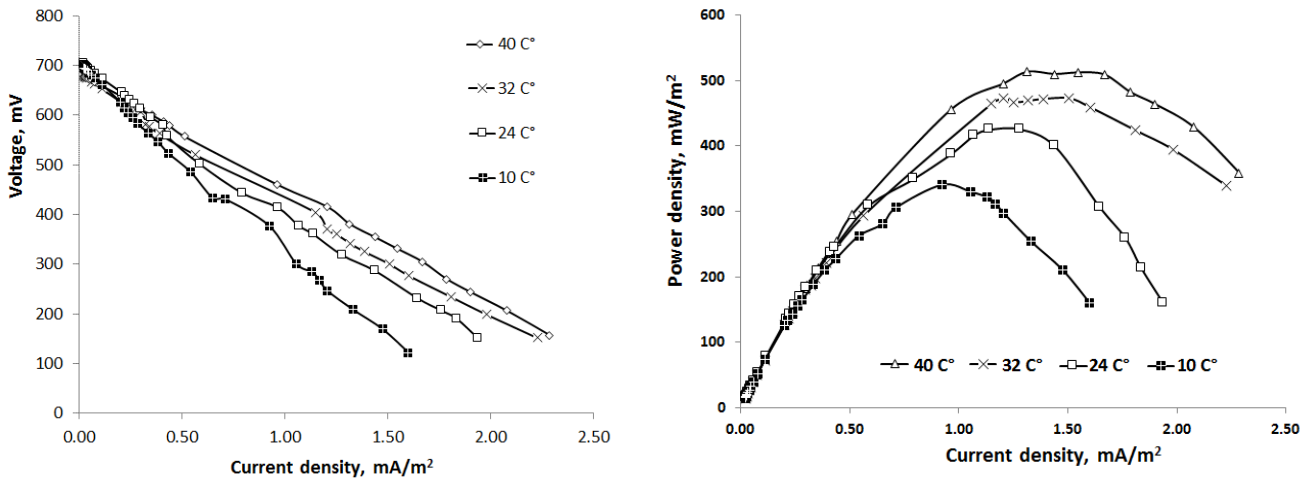 Voltage, mV
800
700
600
500
400
300
200
100
0
0.00 0.50 1.00 1.50 2.00 2.50
Current density, mA/m²
40 C°
32 C°
24 C°
10 C°
Power density, mW/m²
600
500
400
300
200
100
0
0.00 0.50 1.00 1.50 2.00 2.50
Current density, mA/m²
40 C° 32 C° 24 C° 10 C°